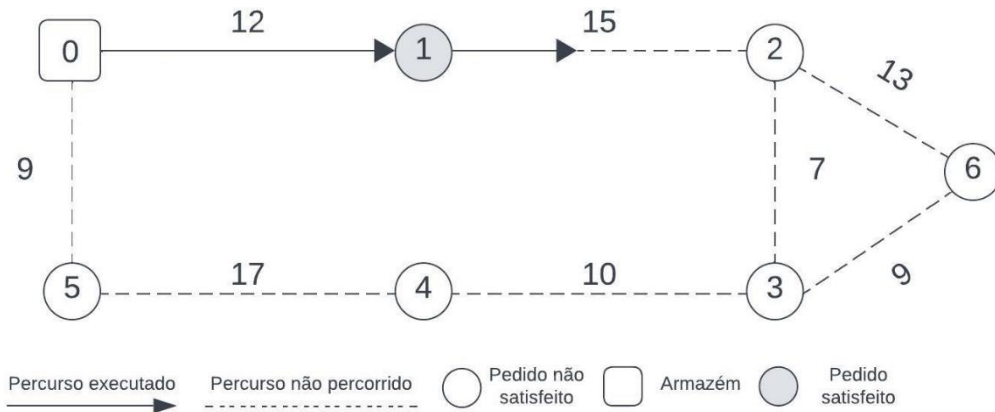 12
15
0
1
2
13
9
7
6
17
10
9
5
4
3
Percurso executado
Percurso não percorrido
Pedido não
satisfeito
Armazém
Pedido
satisfeito